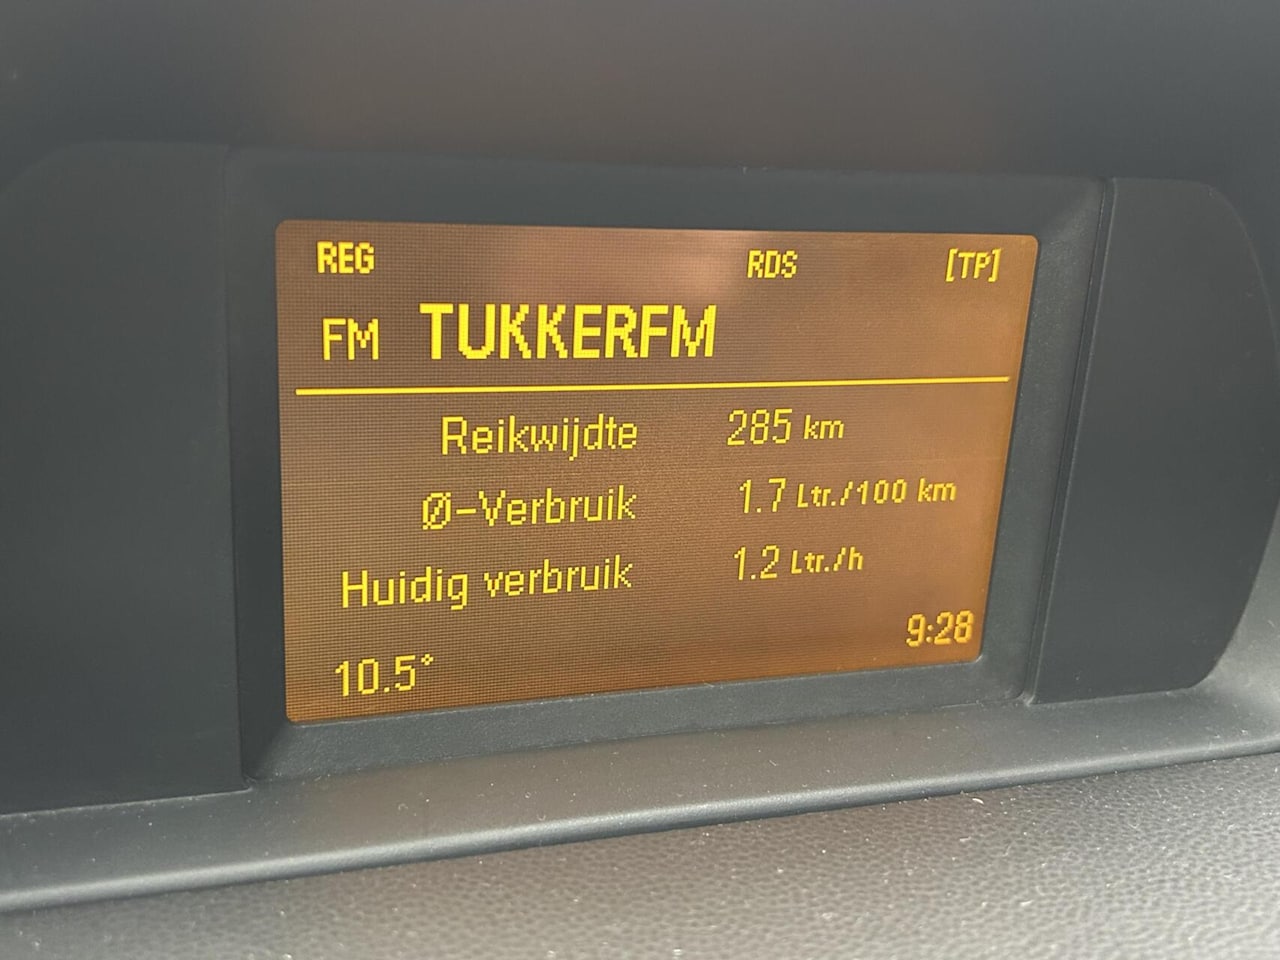 REG RDS [TP]
FM TUKKERFM
Reikwijdte 285 km
Ø-Verbruik 1.7 Ltr./100 km
Huidig verbruik 1.2 Ltr./h
9:28
10.5°